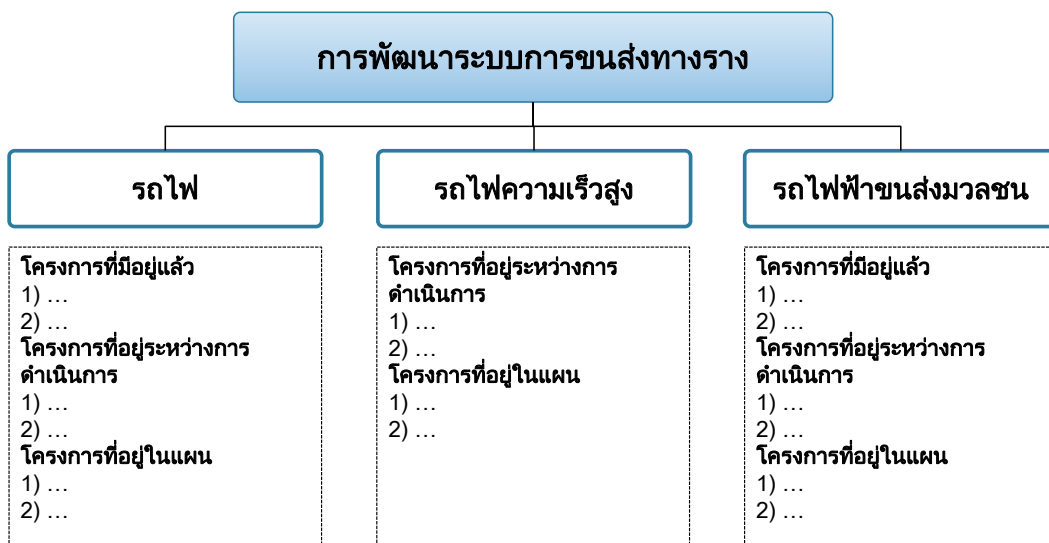 การพัฒนาระบบการขนส่งทางราง
รถไฟ
โครงการที่มีอยู่แล้ว
1) …
2) …
โครงการที่อยู่ระหว่างการ
ดำเนินการ
1) …
2) …
โครงการที่อยู่ในแผน
1) …
2) …
รถไฟความเร็วสูง
โครงการที่อยู่ระหว่างการ
ดำเนินการ
1) …
2) …
โครงการที่อยู่ในแผน
1) …
2) …
รถไฟฟ้าขนส่งมวลชน
โครงการที่มีอยู่แล้ว
1) …
2) …
โครงการที่อยู่ระหว่างการ
ดำเนินการ
1) …
2) …
โครงการที่อยู่ในแผน
1) …
2) …